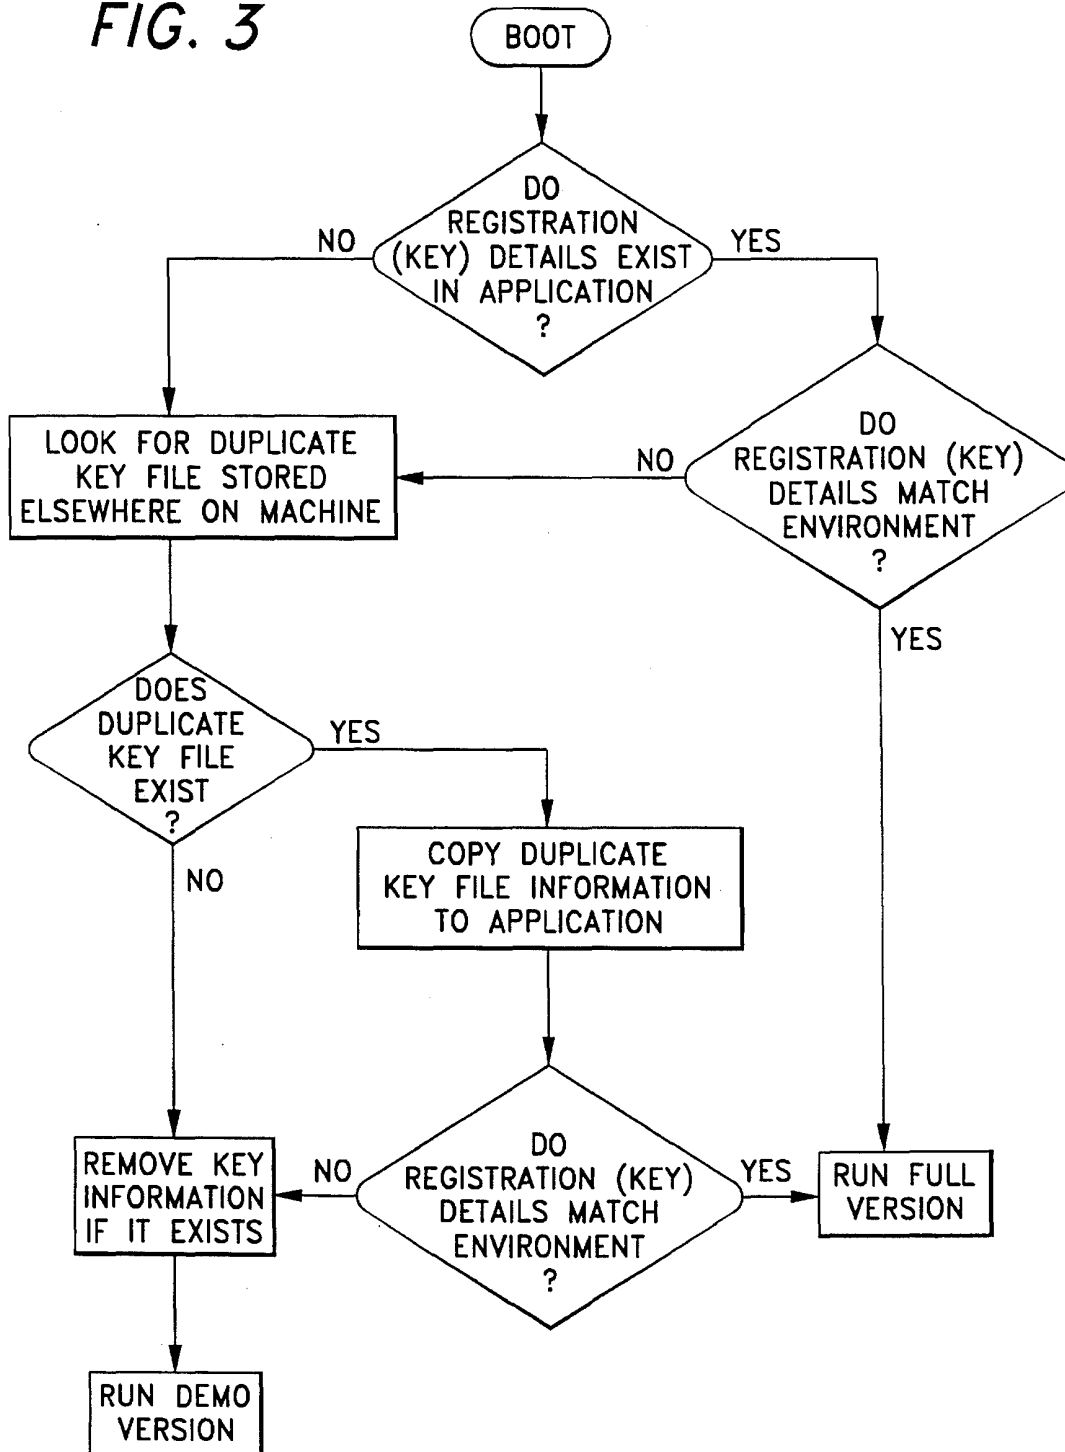 FIG. 3
BOOT
DO
REGISTRATION
(KEY) DETAILS EXIST
IN APPLICATION
?
NO
YES
LOOK FOR DUPLICATE
KEY FILE STORED
ELSEWHERE ON MACHINE
NO
DO
REGISTRATION (KEY)
DETAILS MATCH
ENVIRONMENT
?
YES
DOES
DUPLICATE
KEY FILE
EXIST
?
YES
NO
COPY DUPLICATE
KEY FILE INFORMATION
TO APPLICATION
REMOVE KEY
INFORMATION
IF IT EXISTS
NO
DO
REGISTRATION (KEY)
DETAILS MATCH
ENVIRONMENT
?
YES
RUN FULL
VERSION
RUN DEMO
VERSION